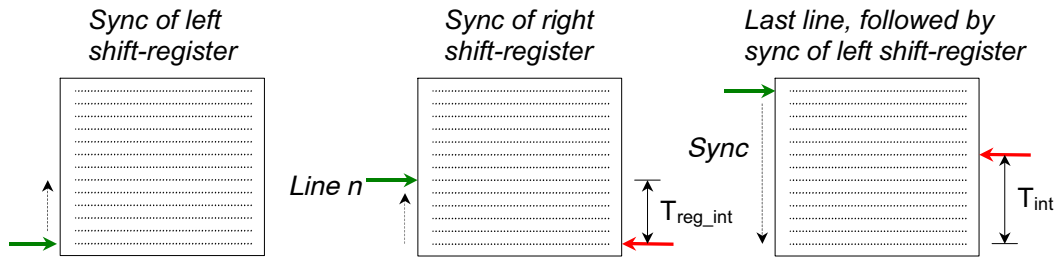 Sync of left
shift-register
Sync of right
shift-register
Last line, followed by
sync of left shift-register
Line n
T_reg_int
Sync
T_int